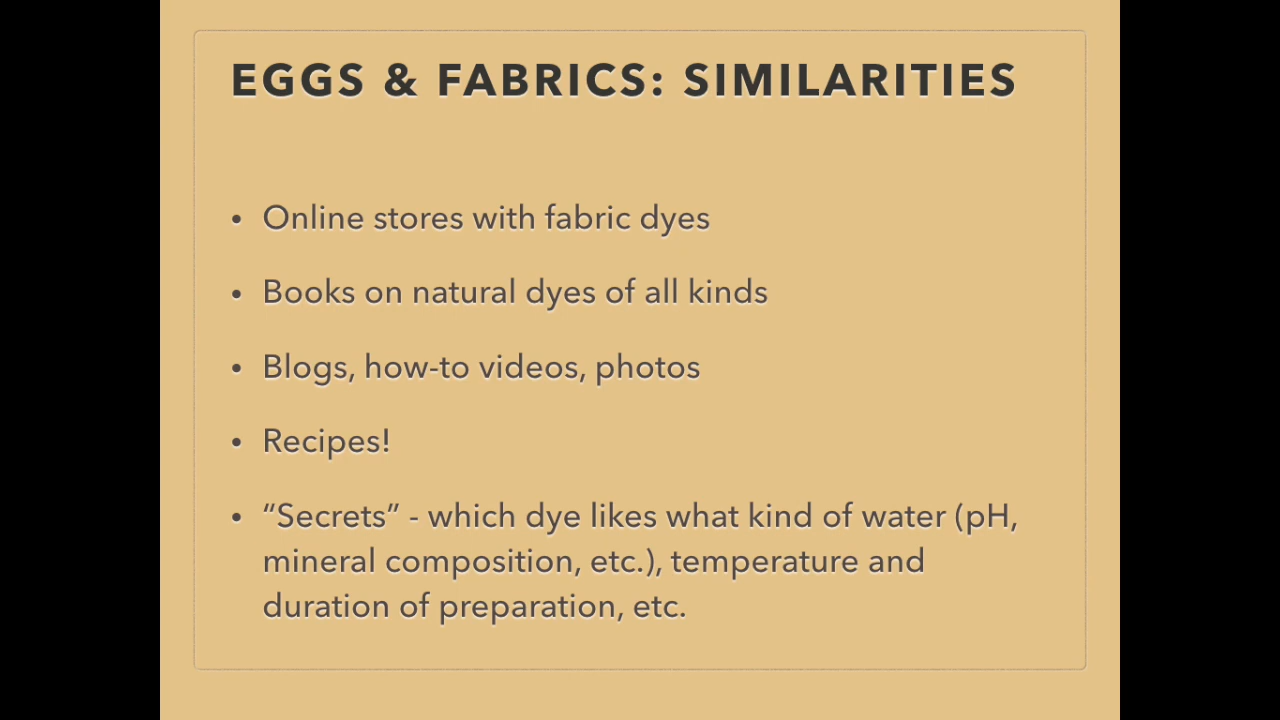 EGGS & FABRICS: SIMILARITIES
• Online stores with fabric dyes
• Books on natural dyes of all kinds
• Blogs, how-to videos, photos
• Recipes!
• “Secrets” - which dye likes what kind of water (pH,
mineral composition, etc.), temperature and
duration of preparation, etc.